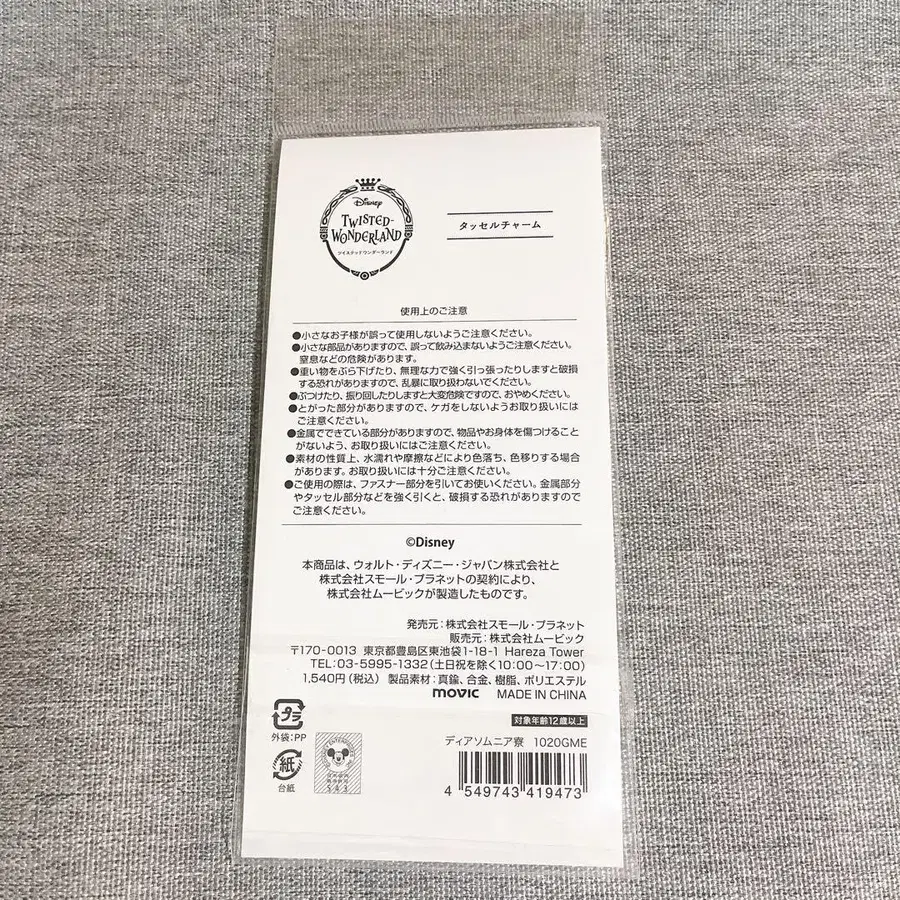 Disney
TWISTED-
WONDERLAND
ツイステッドワンダーランド
タッセルチャーム
使用上のご注意
●小さなお子様が誤って使用しないようご注意ください。
●小さな部品がありますので、誤って飲み込まないようご注意ください。
窒息などの危険があります。
●重い物をぶら下げたり、無理な力で強く引っ張ったりしますと破損
する恐れがありますので、乱暴に取り扱わないでください。
●ぶつけたり、振り回したりしますと大変危険ですので、おやめください。
●とがった部分がありますので、ケガをしないようお取り扱いには
ご注意ください。
●金属でできている部分がありますので、物品やお身体を傷つけること
がないよう、お取り扱いにはご注意ください。
●素材の性質上、水濡れや摩擦などにより色落ち、色移りする場合
があります。お取り扱いには十分ご注意ください。
●ご使用の際は、ファスナー部分を引いてお使いください。金属部分
やタッセル部分などを強く引くと、破損する恐れがありますので
ご注意ください。
©Disney
本商品は、ウォルト・ディズニー・ジャパン株式会社と
株式会社スモール・プラネットの契約により、
株式会社ムービックが製造したものです。
発売元:株式会社スモール・プラネット
販売元:株式会社ムービック
〒170-0013 東京都豊島区東池袋1-18-1 Hareza Tower
TEL:03-5995-1332(土日祝を除く10:00～17:00)
1,540円(税込) 製品素材:真鍮、合金、樹脂、ポリエステル
movic MADE IN CHINA
対象年齢12歳以上
プラ
外袋:PP
ディアソムニア寮 1020GME
紙
台紙
543
4 549743 419473